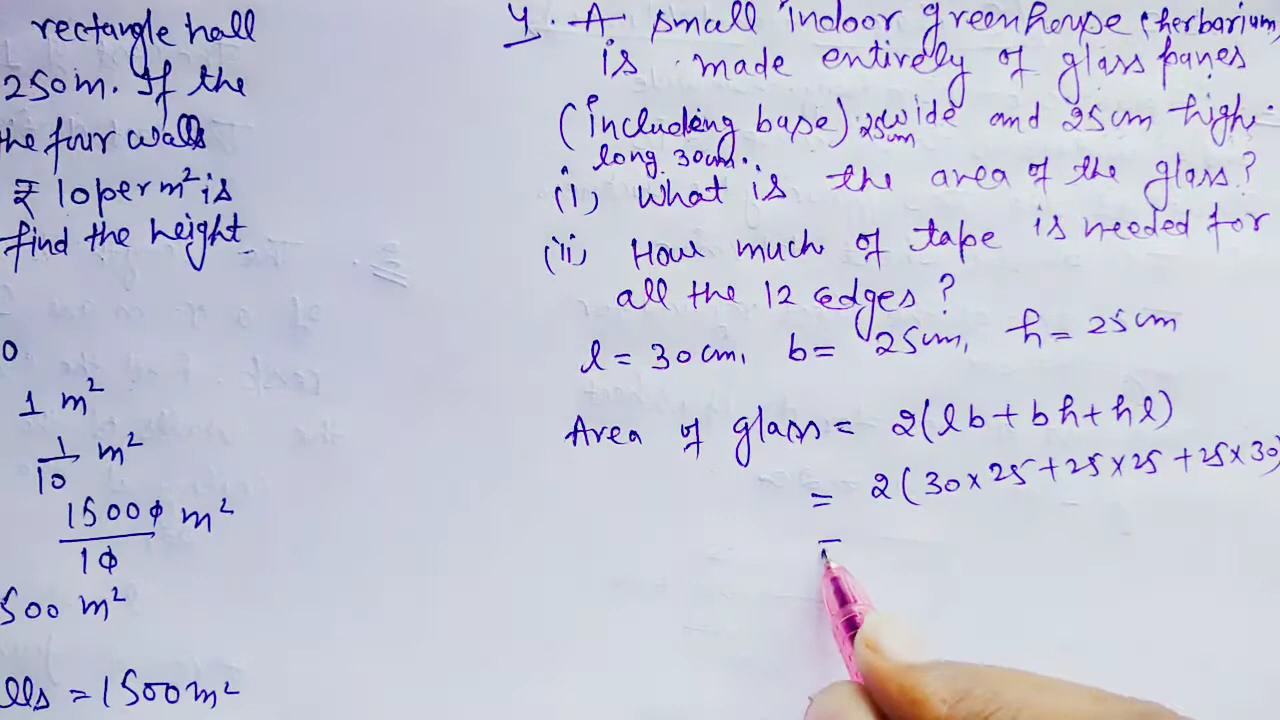 rectangle hall
250m. If the
the four walls
₹ 10 per m² is
find the height
0
1 m²
1/10 m²
15000/10 m²
500 m²
lls = 1500m²
4. A small indoor greenhouse (herbarium)
is made entirely of glass panes
(including base) 25cm wide and 25cm high.
long 30cm.
(i) What is the area of the glass?
(ii) How much of tape is needed for
all the 12 edges?
l = 30cm, b = 25cm, h = 25cm
Area of glass = 2(lb + bh + hl)
= 2(30×25 + 25×25 + 25×30)
=